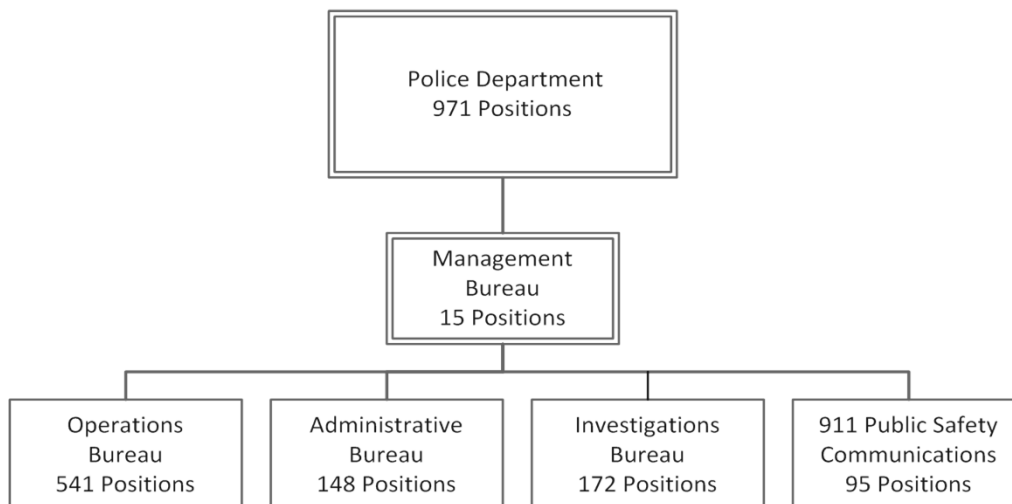 Police Department
971 Positions
Management
Bureau
15 Positions
Operations
Bureau
541 Positions
Administrative
Bureau
148 Positions
Investigations
Bureau
172 Positions
911 Public Safety
Communications
95 Positions